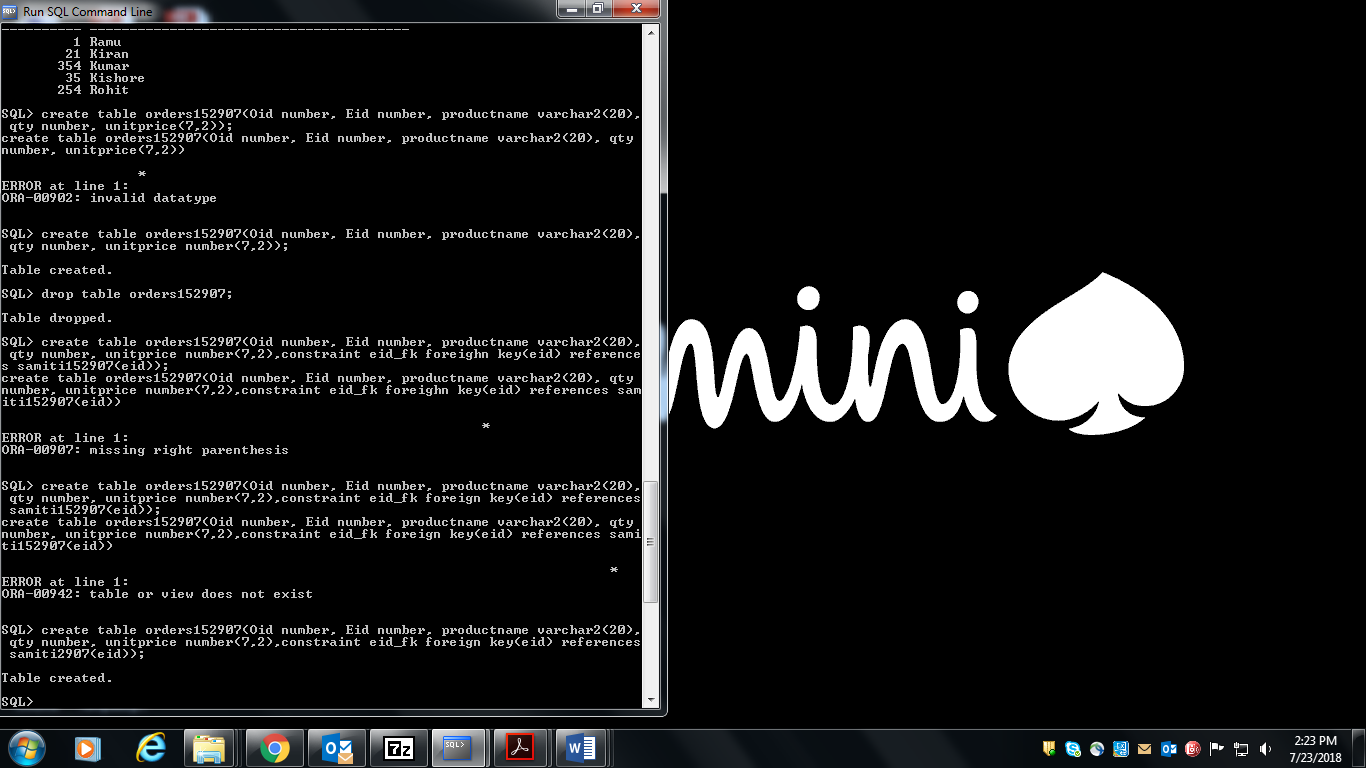 Run SQL Command Line
---------- ----------------------------------------
1 Ramu
21 Kiran
354 Kumar
35 Kishore
254 Rohit
SQL> create table orders152907(Oid number, Eid number, productname varchar2(20),
qty number, unitprice(7,2));
create table orders152907(Oid number, Eid number, productname varchar2(20), qty
number, unitprice(7,2))
*
ERROR at line 1:
ORA-00902: invalid datatype
SQL> create table orders152907(Oid number, Eid number, productname varchar2(20),
qty number, unitprice number(7,2));
Table created.
SQL> drop table orders152907;
Table dropped.
SQL> create table orders152907(Oid number, Eid number, productname varchar2(20),
qty number, unitprice number(7,2),constraint eid_fk foreighn key(eid) reference
s samiti152907(eid));
create table orders152907(Oid number, Eid number, productname varchar2(20), qty
number, unitprice number(7,2),constraint eid_fk foreighn key(eid) references sam
iti152907(eid))
*
ERROR at line 1:
ORA-00907: missing right parenthesis
SQL> create table orders152907(Oid number, Eid number, productname varchar2(20),
qty number, unitprice number(7,2),constraint eid_fk foreign key(eid) references
samiti152907(eid));
create table orders152907(Oid number, Eid number, productname varchar2(20), qty
number, unitprice number(7,2),constraint eid_fk foreign key(eid) references sami
ti152907(eid))
*
ERROR at line 1:
ORA-00942: table or view does not exist
SQL> create table orders152907(Oid number, Eid number, productname varchar2(20),
qty number, unitprice number(7,2),constraint eid_fk foreign key(eid) references
samiti2907(eid));
Table created.
SQL>
mini
2:23 PM
7/23/2018